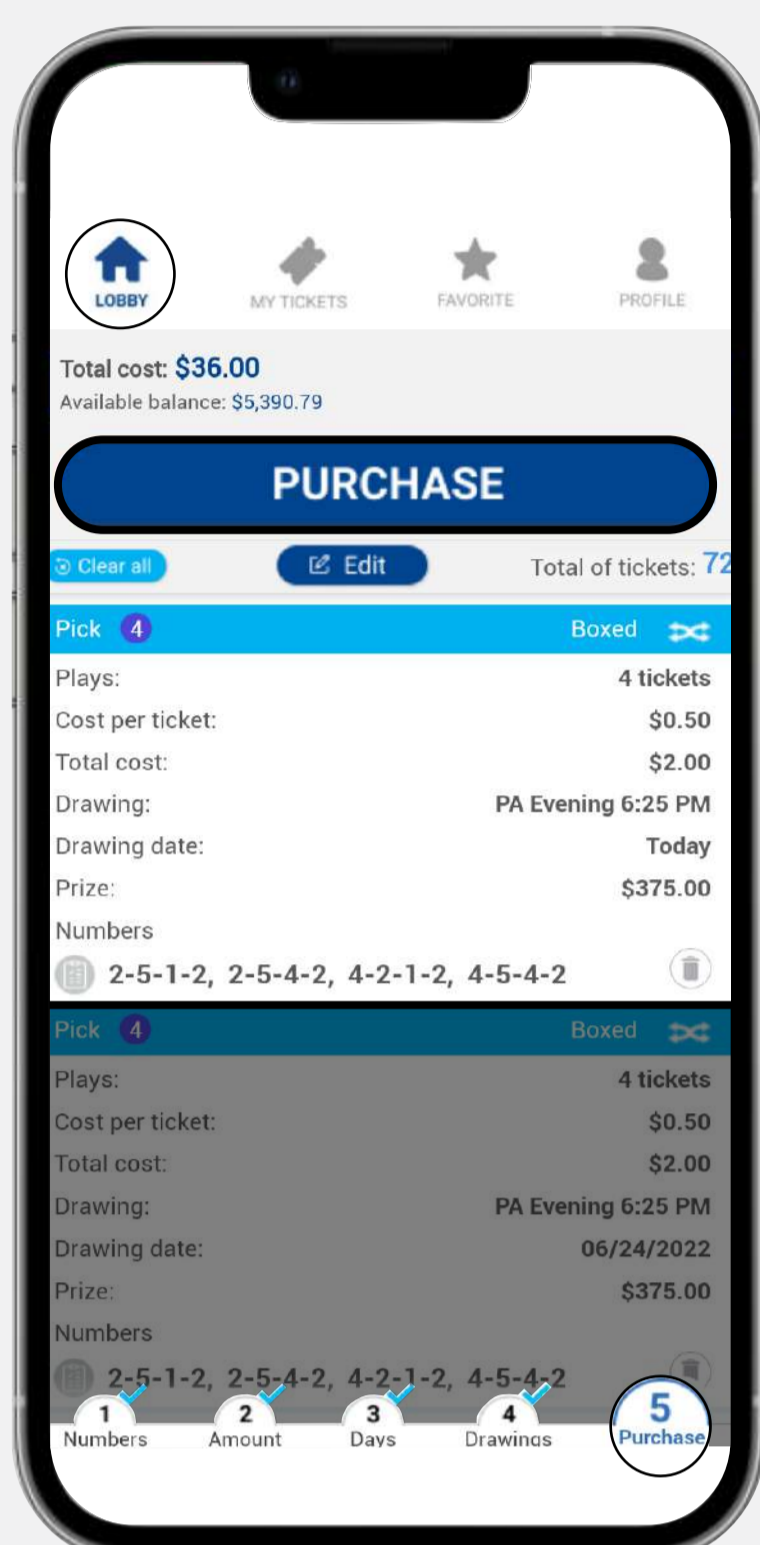 LOBBY MY TICKETS FAVORITE PROFILE
Total cost: $36.00
Available balance: $5,390.79
PURCHASE
Clear all Edit Total of tickets: 72
Pick 4 Boxed
Plays: 4 tickets
Cost per ticket: $0.50
Total cost: $2.00
Drawing: PA Evening 6:25 PM
Drawing date: Today
Prize: $375.00
Numbers
2-5-1-2, 2-5-4-2, 4-2-1-2, 4-5-4-2
Pick 4 Boxed
Plays: 4 tickets
Cost per ticket: $0.50
Total cost: $2.00
Drawing: PA Evening 6:25 PM
Drawing date: 06/24/2022
Prize: $375.00
Numbers
2-5-1-2, 2-5-4-2, 4-2-1-2, 4-5-4-2
1 2 3 4 5
Numbers Amount Days Drawings Purchase